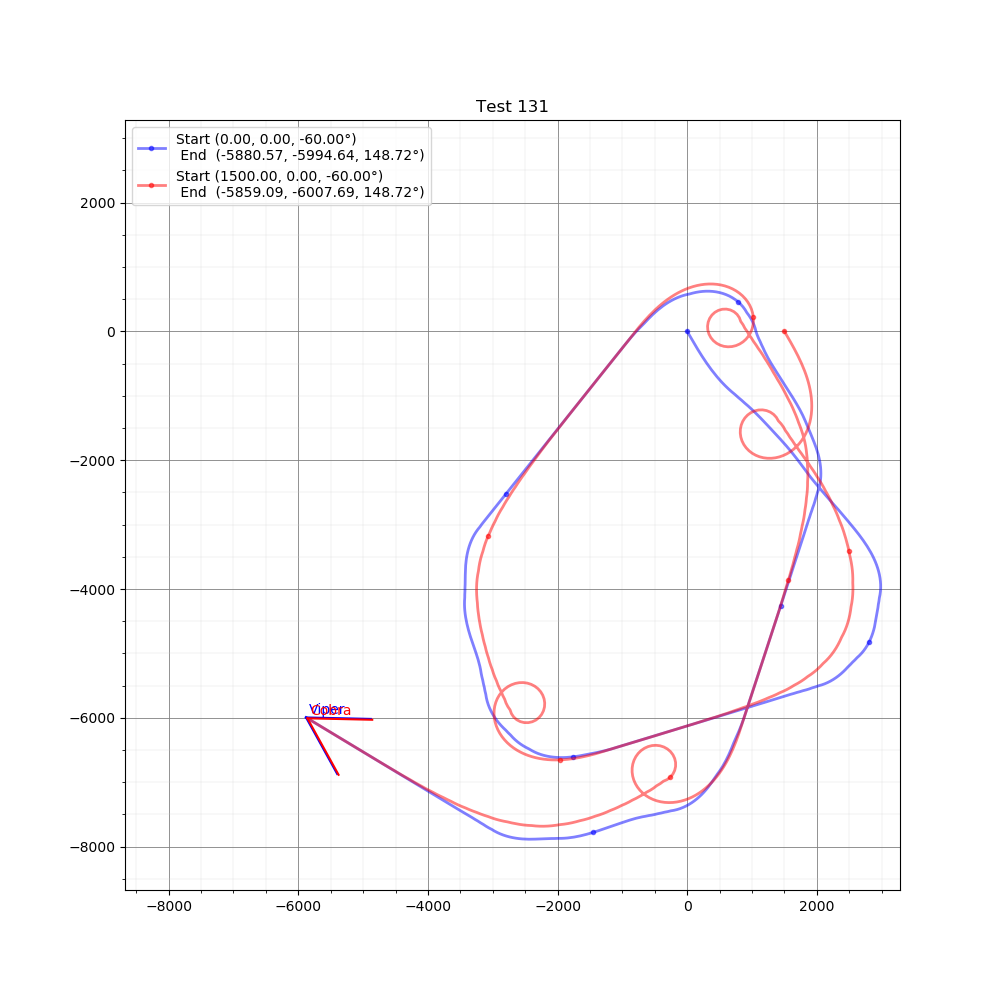 Test 131
Start (0.00, 0.00, -60.00°)
End (-5880.57, -5994.64, 148.72°)
Start (1500.00, 0.00, -60.00°)
End (-5859.09, -6007.69, 148.72°)
2000
0
−2000
−4000
−6000
−8000
Viper
−8000 −6000 −4000 −2000 0 2000